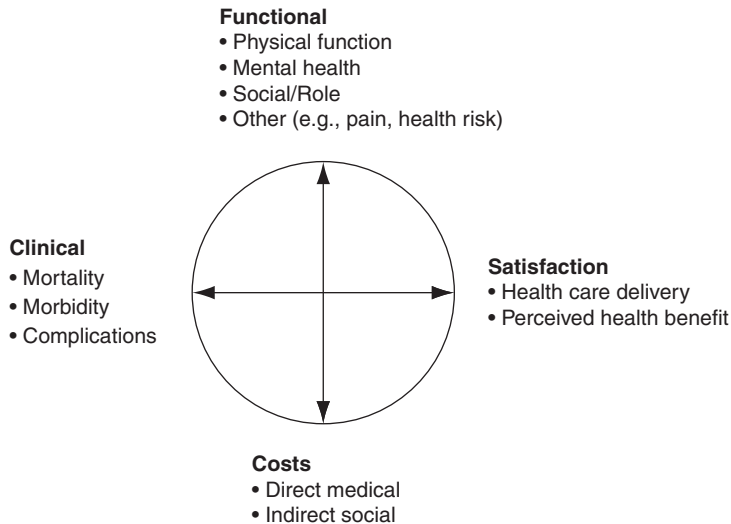 Functional
• Physical function
• Mental health
• Social/Role
• Other (e.g., pain, health risk)
Clinical
• Mortality
• Morbidity
• Complications
Satisfaction
• Health care delivery
• Perceived health benefit
Costs
• Direct medical
• Indirect social